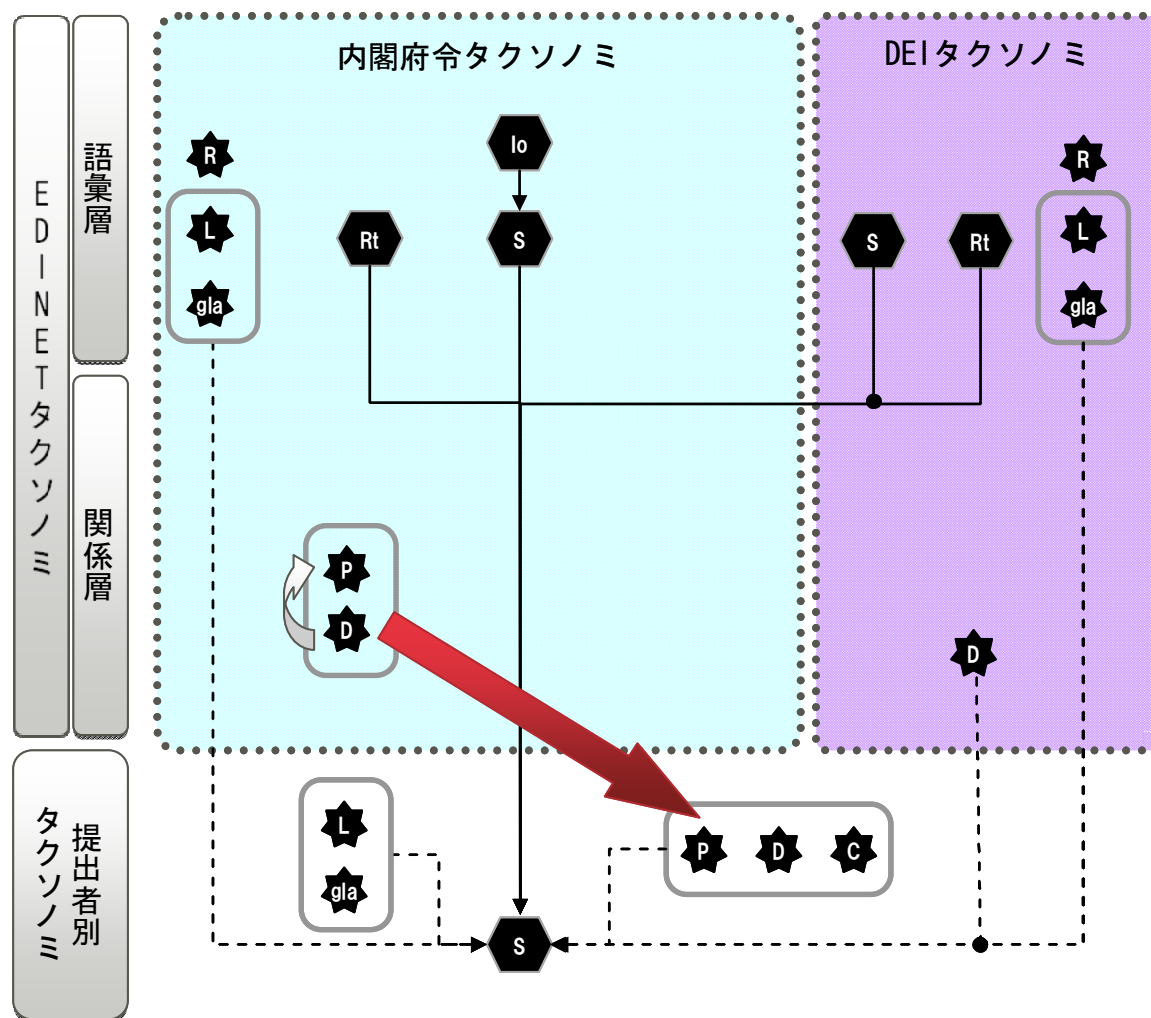 内閣府令タクソノミ
DEIタクソノミ
EDINETタクソノミ
語彙層
関係層
提出者別
タクソノミ
R
L
gla
Rt
Io
S
S
Rt
R
L
gla
P
D
D
L
gla
P D C
S